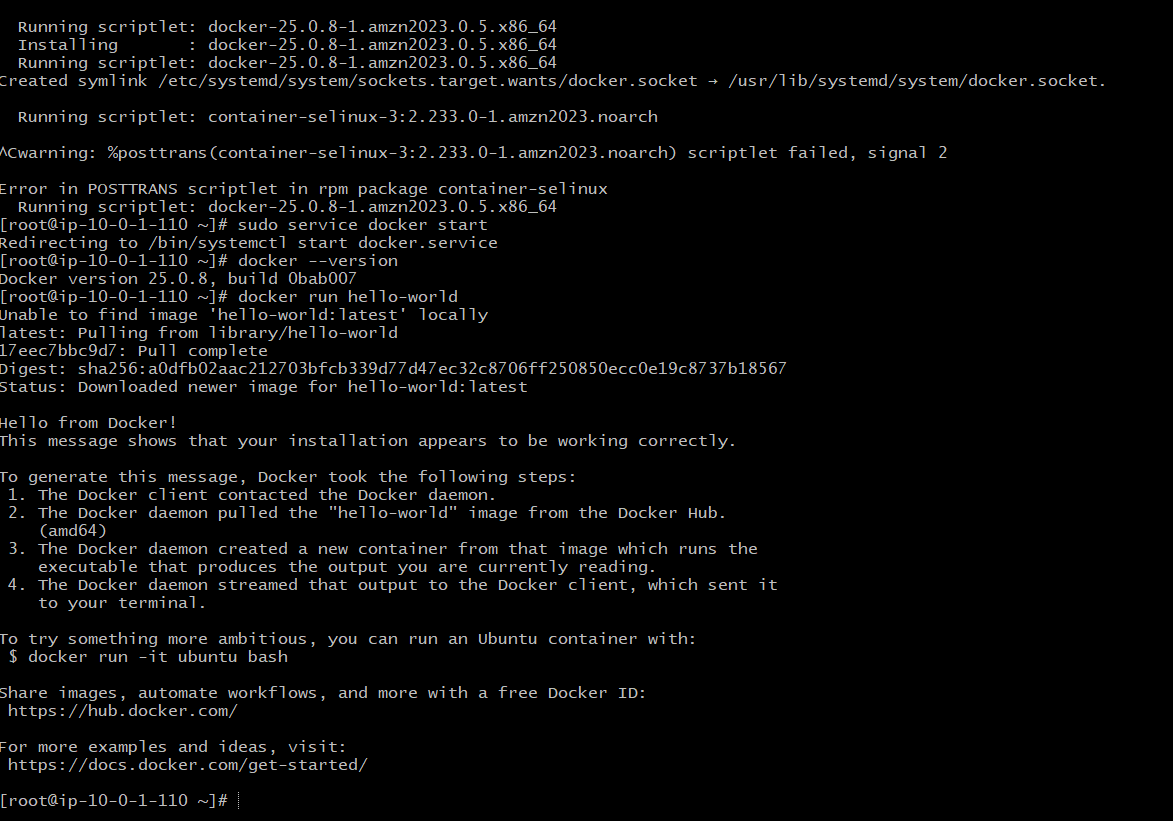 Running scriptlet: docker-25.0.8-1.amzn2023.0.5.x86_64
Installing       : docker-25.0.8-1.amzn2023.0.5.x86_64
Running scriptlet: docker-25.0.8-1.amzn2023.0.5.x86_64
Created symlink /etc/systemd/system/sockets.target.wants/docker.socket → /usr/lib/systemd/system/docker.socket.
Running scriptlet: container-selinux-3:2.233.0-1.amzn2023.noarch
^Cwarning: %posttrans(container-selinux-3:2.233.0-1.amzn2023.noarch) scriptlet failed, signal 2
Error in POSTTRANS scriptlet in rpm package container-selinux
Running scriptlet: docker-25.0.8-1.amzn2023.0.5.x86_64
[root@ip-10-0-1-110 ~]# sudo service docker start
Redirecting to /bin/systemctl start docker.service
[root@ip-10-0-1-110 ~]# docker --version
Docker version 25.0.8, build 0bab007
[root@ip-10-0-1-110 ~]# docker run hello-world
Unable to find image 'hello-world:latest' locally
latest: Pulling from library/hello-world
17eec7bbc9d7: Pull complete
Digest: sha256:a0dfb02aac212703bfcb339d77d47ec32c8706ff250850ecc0e19c8737b18567
Status: Downloaded newer image for hello-world:latest
Hello from Docker!
This message shows that your installation appears to be working correctly.
To generate this message, Docker took the following steps:
1. The Docker client contacted the Docker daemon.
2. The Docker daemon pulled the "hello-world" image from the Docker Hub.
(amd64)
3. The Docker daemon created a new container from that image which runs the
executable that produces the output you are currently reading.
4. The Docker daemon streamed that output to the Docker client, which sent it
to your terminal.
To try something more ambitious, you can run an Ubuntu container with:
$ docker run -it ubuntu bash
Share images, automate workflows, and more with a free Docker ID:
https://hub.docker.com/
For more examples and ideas, visit:
https://docs.docker.com/get-started/
[root@ip-10-0-1-110 ~]#